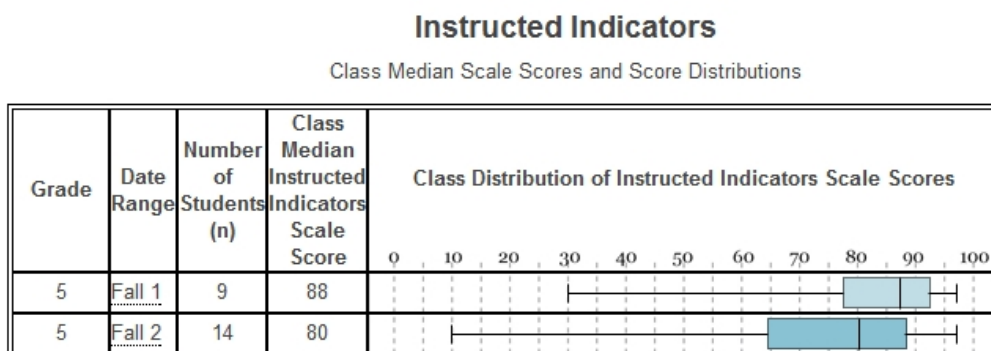 Instructed Indicators
Class Median Scale Scores and Score Distributions
Grade
Date
Range
Number
of
Students
(n)
Class
Median
Instructed
Indicators
Scale
Score
Class Distribution of Instructed Indicators Scale Scores
0 10 20 30 40 50 60 70 80 90 100
5 Fall 1 9 88
5 Fall 2 14 80